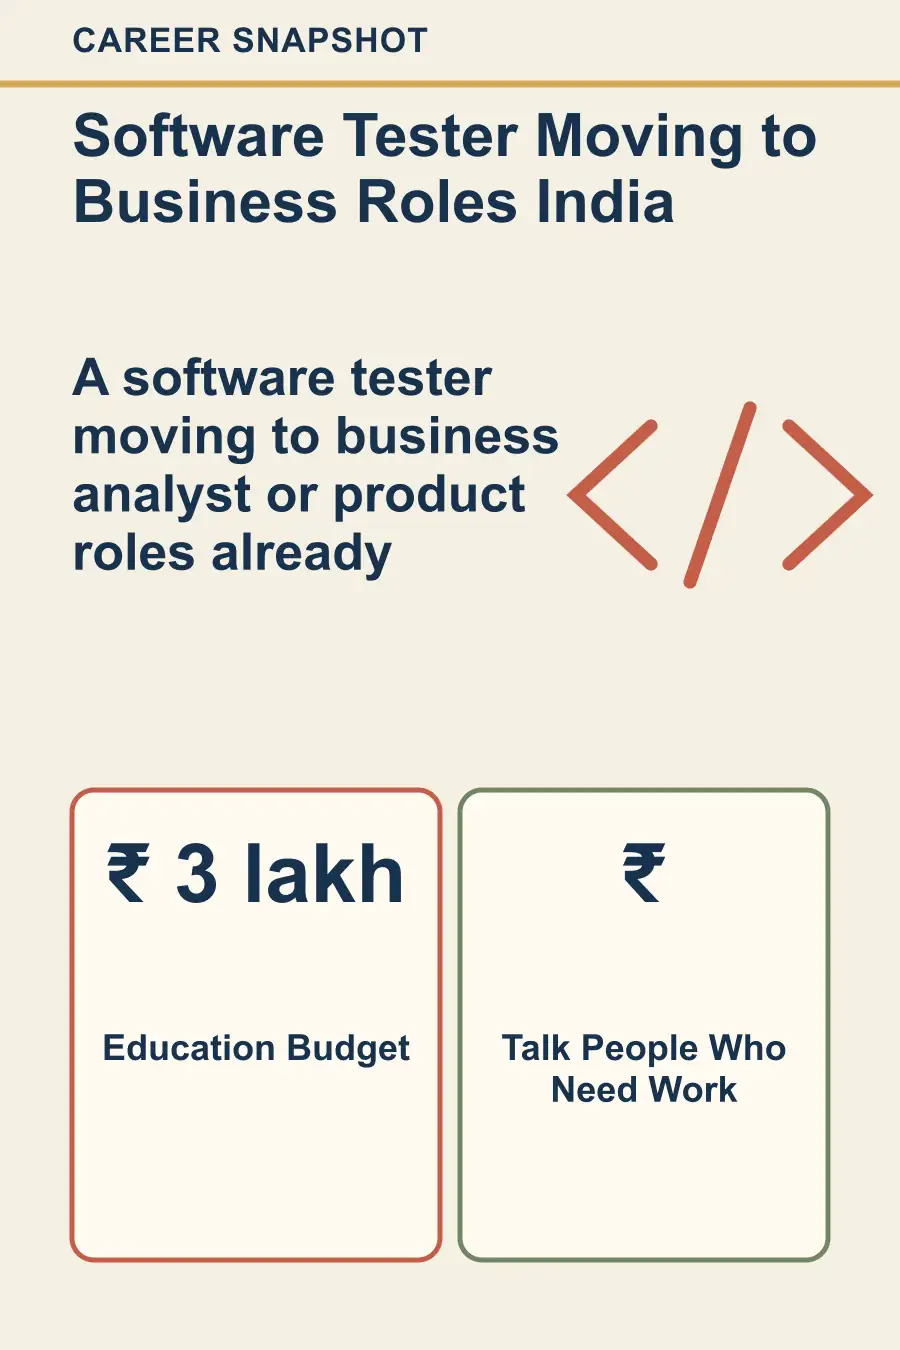 CAREER SNAPSHOT
Software Tester Moving to
Business Roles India
A software tester
moving to business
analyst or product
roles already
₹ 3 lakh
Education Budget
₹
Talk People Who
Need Work